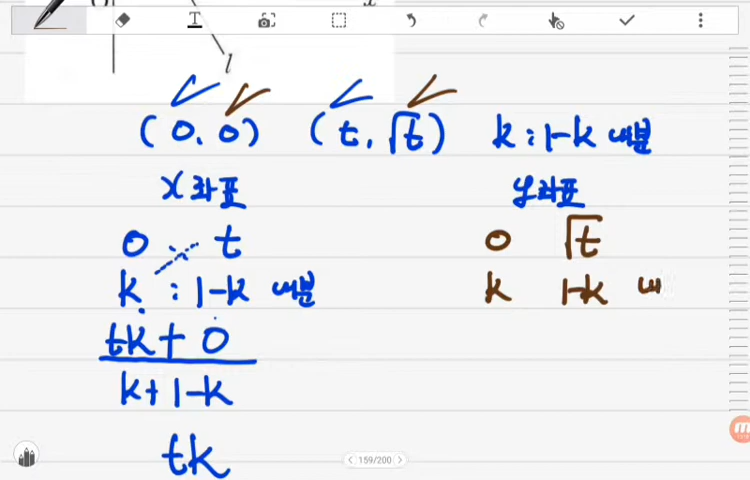 l
(0, 0) (t, √t) k : 1-k 내분
x좌표 y좌표
0 t 0 √t
k : 1-k 내분 k 1-k 내
tk + 0
k + 1-k
tk
159/200